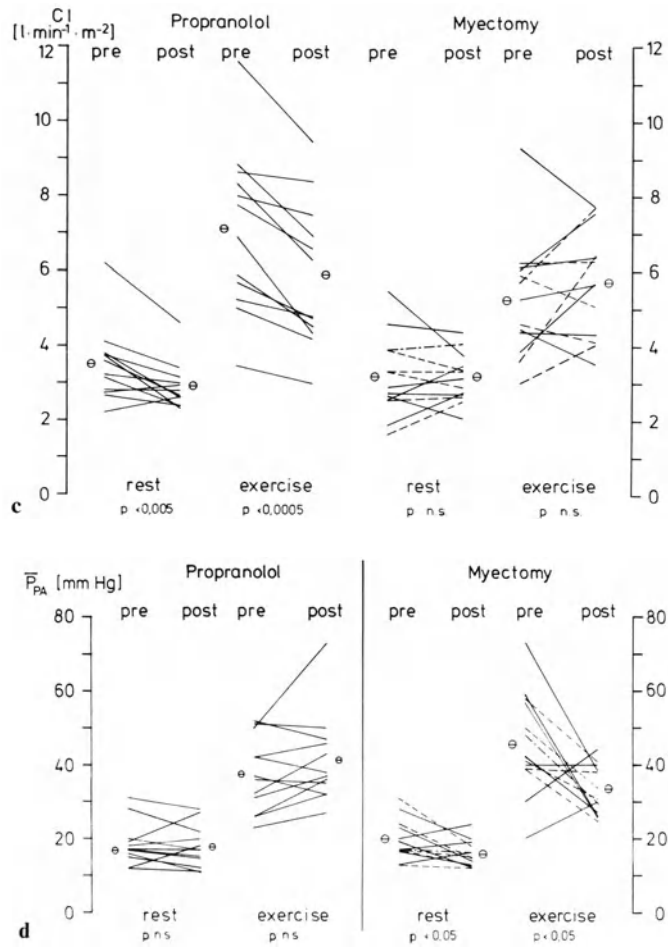 CI Propranolol Myectomy
[l·min⁻¹·m⁻²]
12 pre post pre post pre post pre post 12
10 10
8 8
6 6
4 4
2 2
0 0
rest exercise rest exercise
c p <0,005 p <0,0005 p n.s. p n.s.
Propranolol Myectomy
P̅PA [mm Hg]
80 pre post pre post pre post pre post 80
60 60
40 40
20 20
0 0
rest exercise rest exercise
d p n.s. p n.s. p <0,05 p <0,05